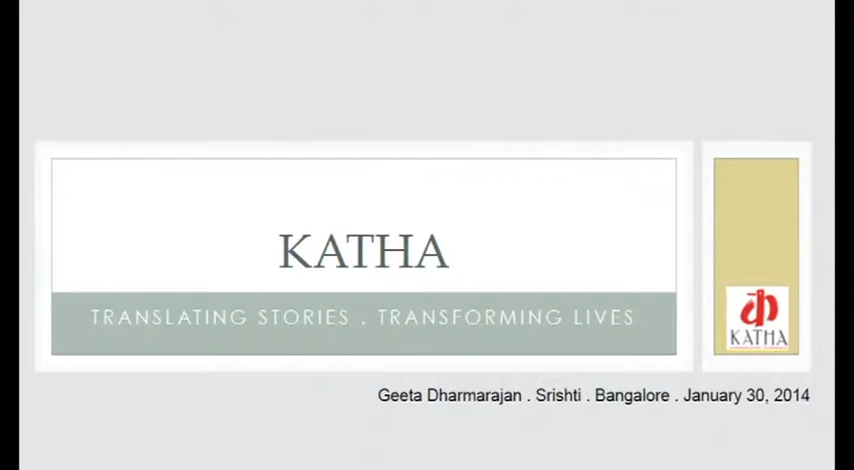 KATHA
TRANSLATING STORIES . TRANSFORMING LIVES
क
KATHA
Geeta Dharmarajan . Srishti . Bangalore . January 30, 2014